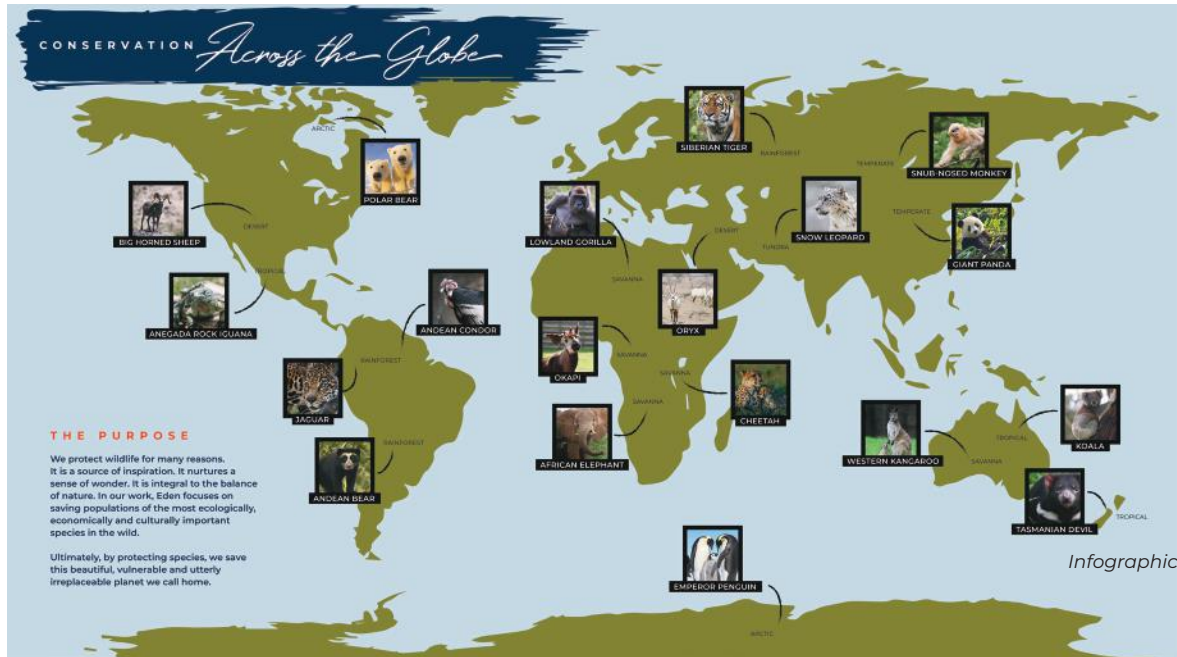 CONSERVATION Across the Globe
ARCTIC
POLAR BEAR
SIBERIAN TIGER
RAINFOREST
TEMPERATE
SNUB-NOSED MONKEY
BIG HORNED SHEEP
DESERT
LOWLAND GORILLA
SAVANNA
DESERT
TUNDRA
SNOW LEOPARD
TEMPERATE
GIANT PANDA
TROPICAL
ANEGADA ROCK IGUANA
ANDEAN CONDOR
ORYX
RAINFOREST
JAGUAR
OKAPI
SAVANNA
SAVANNA
CHEETAH
SAVANNA
AFRICAN ELEPHANT
WESTERN KANGAROO
SAVANNA
TROPICAL
KOALA
RAINFOREST
ANDEAN BEAR
TASMANIAN DEVIL
TROPICAL
THE PURPOSE
We protect wildlife for many reasons.
It is a source of inspiration. It nurtures a
sense of wonder. It is integral to the balance
of nature. In our work, Eden focuses on
saving populations of the most ecologically,
economically and culturally important
species in the wild.
Ultimately, by protecting species, we save
this beautiful, vulnerable and utterly
irreplaceable planet we call home.
EMPEROR PENGUIN
ARCTIC
Infographic